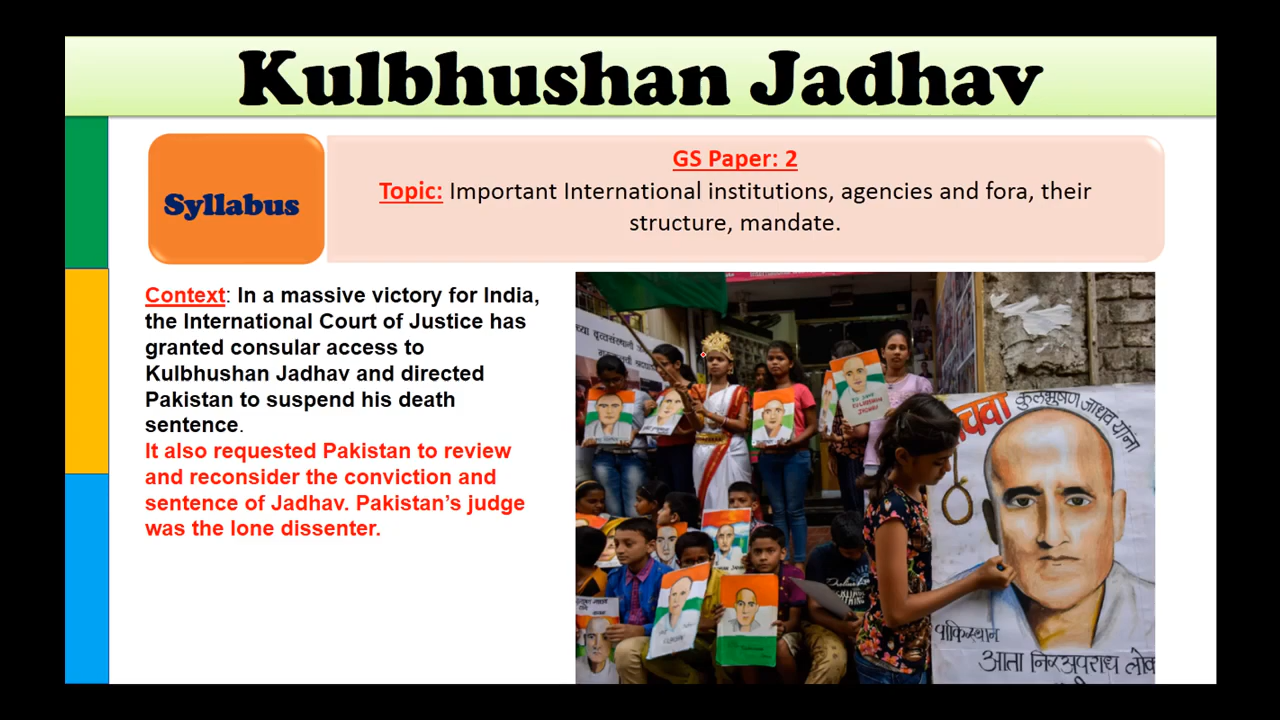 Kulbhushan Jadhav
Syllabus
GS Paper: 2
Topic: Important International institutions, agencies and fora, their
structure, mandate.
Context: In a massive victory for India,
the International Court of Justice has
granted consular access to
Kulbhushan Jadhav and directed
Pakistan to suspend his death
sentence.
It also requested Pakistan to review
and reconsider the conviction and
sentence of Jadhav. Pakistan’s judge
was the lone dissenter.
कुलभूषण जाधव यांना
पाकिस्थान
आता निरअपराध लोक